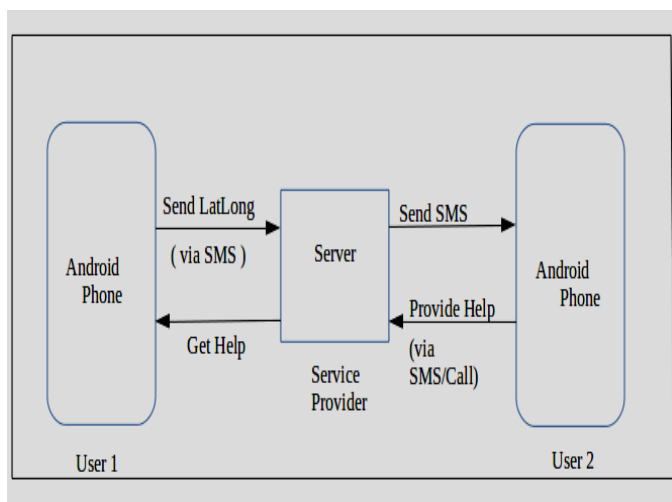 Send LatLong
( via SMS )
Android
Phone
Get Help
User 1
Server
Service
Provider
Send SMS
Provide Help
(via
SMS/Call)
Android
Phone
User 2